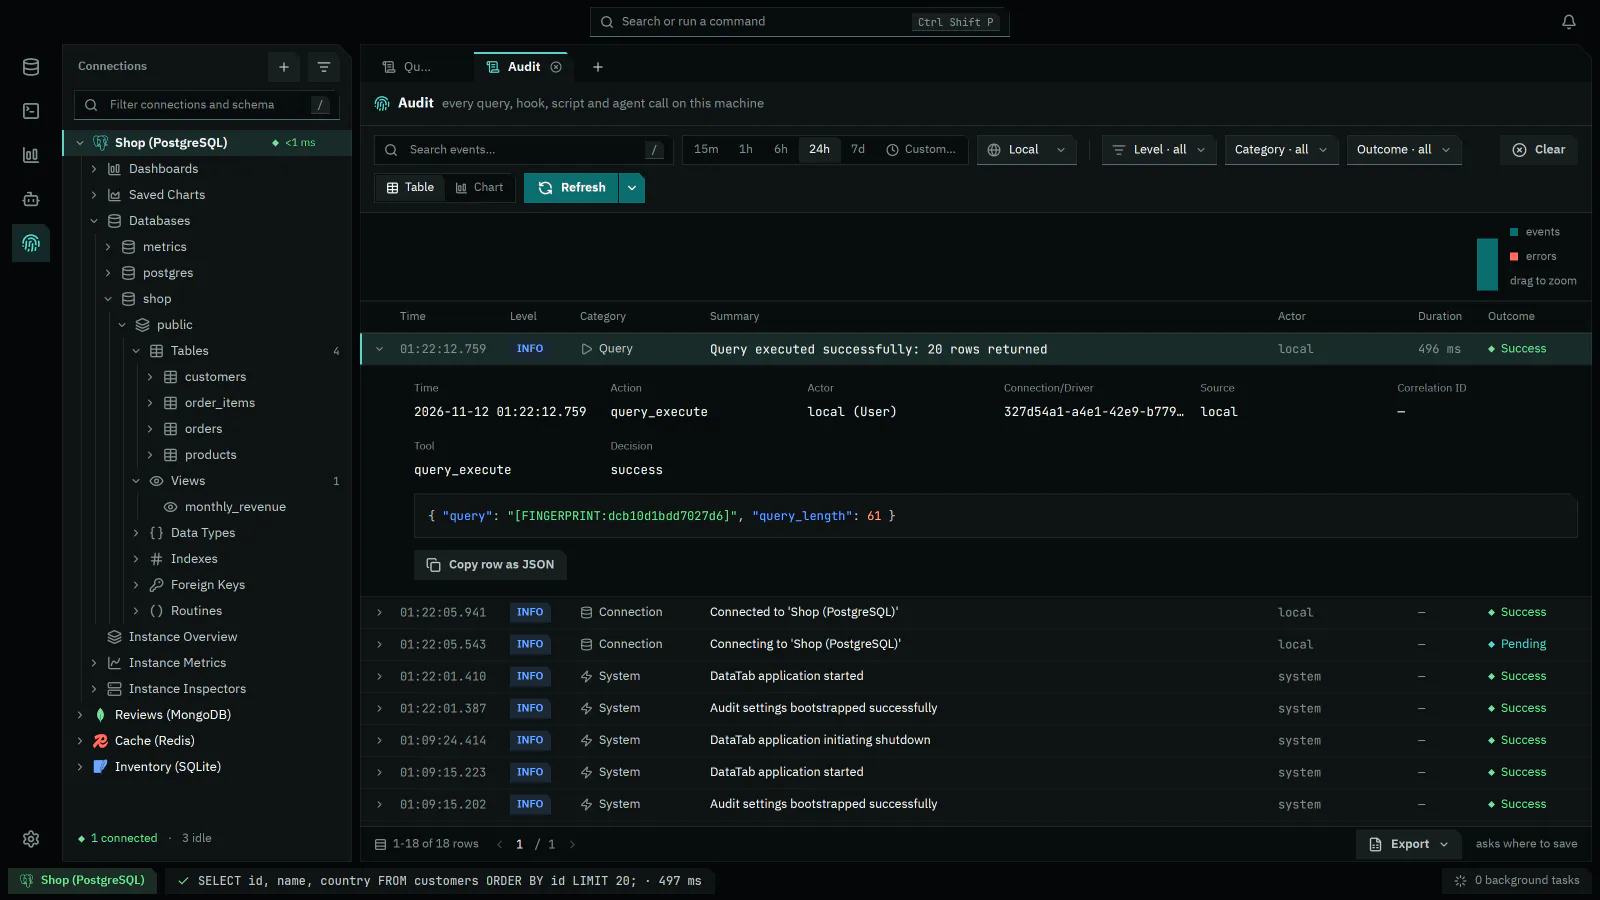 Search or run a command
Ctrl Shift P
Connections
Filter connections and schema
/
Shop (PostgreSQL)
<1 ms
Dashboards
Saved Charts
Databases
metrics
postgres
shop
public
Tables
4
customers
order_items
orders
products
Views
1
monthly_revenue
Data Types
Indexes
Foreign Keys
Routines
Instance Overview
Instance Metrics
Instance Inspectors
Reviews (MongoDB)
Cache (Redis)
Inventory (SQLite)
1 connected · 3 idle
Qu...
Audit
Audit every query, hook, script and agent call on this machine
Search events...
/
15m 1h 6h 24h 7d Custom...
Local
Level · all
Category · all
Outcome · all
Clear
Table Chart
Refresh
events
errors
drag to zoom
Time Level Category Summary Actor Duration Outcome
01:22:12.759 INFO Query Query executed successfully: 20 rows returned local 496 ms Success
Time Action Actor Connection/Driver Source Correlation ID
2026-11-12 01:22:12.759 query_execute local (User) 327d54a1-a4e1-42e9-b779… local —
Tool Decision
query_execute success
{ "query": "[FINGERPRINT:dcb10d1bdd7027d6]", "query_length": 61 }
Copy row as JSON
01:22:05.941 INFO Connection Connected to 'Shop (PostgreSQL)' local — Success
01:22:05.543 INFO Connection Connecting to 'Shop (PostgreSQL)' local — Pending
01:22:01.410 INFO System DataTab application started system — Success
01:22:01.387 INFO System Audit settings bootstrapped successfully system — Success
01:09:24.414 INFO System DataTab application initiating shutdown system — Success
01:09:15.223 INFO System DataTab application started system — Success
01:09:15.202 INFO System Audit settings bootstrapped successfully system — Success
1-18 of 18 rows
1 / 1
Export
asks where to save
Shop (PostgreSQL)
SELECT id, name, country FROM customers ORDER BY id LIMIT 20; · 497 ms
0 background tasks